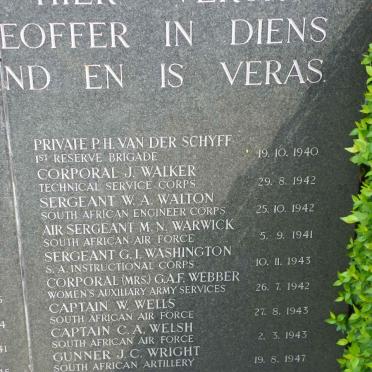 EOFFER IN DIENS
ND EN IS VERAS.
PRIVATE P.H. VAN DER SCHYFF
1ST RESERVE BRIGADE 19. 10. 1940
CORPORAL J. WALKER
TECHNICAL SERVICE CORPS 29. 8. 1942
SERGEANT W. A. WALTON
SOUTH AFRICAN ENGINEER CORPS 25. 10. 1942
AIR SERGEANT M. N. WARWICK
SOUTH AFRICAN AIR FORCE 5. 9. 1941
SERGEANT G. I. WASHINGTON
S. A. INSTRUCTIONAL CORPS 10. 11. 1943
CORPORAL (MRS.) G.A.F. WEBBER
WOMEN'S AUXILIARY ARMY SERVICES 26. 7. 1942
CAPTAIN W. WELLS
SOUTH AFRICAN AIR FORCE 27. 8. 1943
CAPTAIN C. A. WELSH
SOUTH AFRICAN AIR FORCE 2. 3. 1943
GUNNER J. C. WRIGHT
SOUTH AFRICAN ARTILLERY 19. 8. 1947